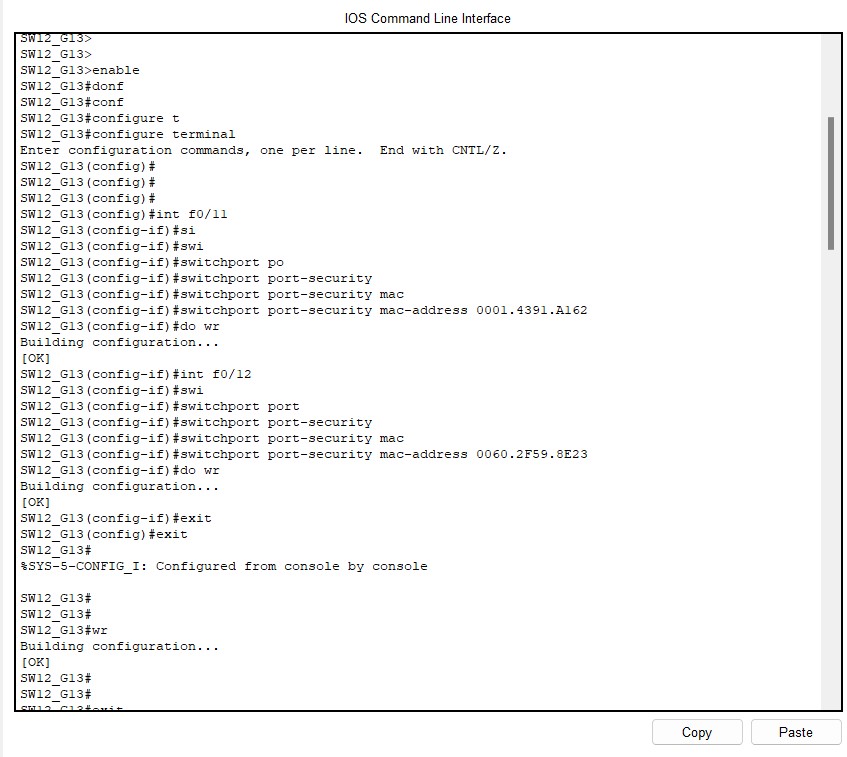 IOS Command Line Interface
SW12_G13>
SW12_G13>
SW12_G13>enable
SW12_G13#donf
SW12_G13#conf
SW12_G13#configure t
SW12_G13#configure terminal
Enter configuration commands, one per line.  End with CNTL/Z.
SW12_G13(config)#
SW12_G13(config)#
SW12_G13(config)#
SW12_G13(config)#int f0/11
SW12_G13(config-if)#si
SW12_G13(config-if)#swi
SW12_G13(config-if)#switchport po
SW12_G13(config-if)#switchport port-security
SW12_G13(config-if)#switchport port-security mac
SW12_G13(config-if)#switchport port-security mac-address 0001.4391.A162
SW12_G13(config-if)#do wr
Building configuration...
[OK]
SW12_G13(config-if)#int f0/12
SW12_G13(config-if)#swi
SW12_G13(config-if)#switchport port
SW12_G13(config-if)#switchport port-security
SW12_G13(config-if)#switchport port-security mac
SW12_G13(config-if)#switchport port-security mac-address 0060.2F59.8E23
SW12_G13(config-if)#do wr
Building configuration...
[OK]
SW12_G13(config-if)#exit
SW12_G13(config)#exit
SW12_G13#
%SYS-5-CONFIG_I: Configured from console by console
SW12_G13#
SW12_G13#
SW12_G13#wr
Building configuration...
[OK]
SW12_G13#
SW12_G13#
SW12_G13#exit
Copy
Paste